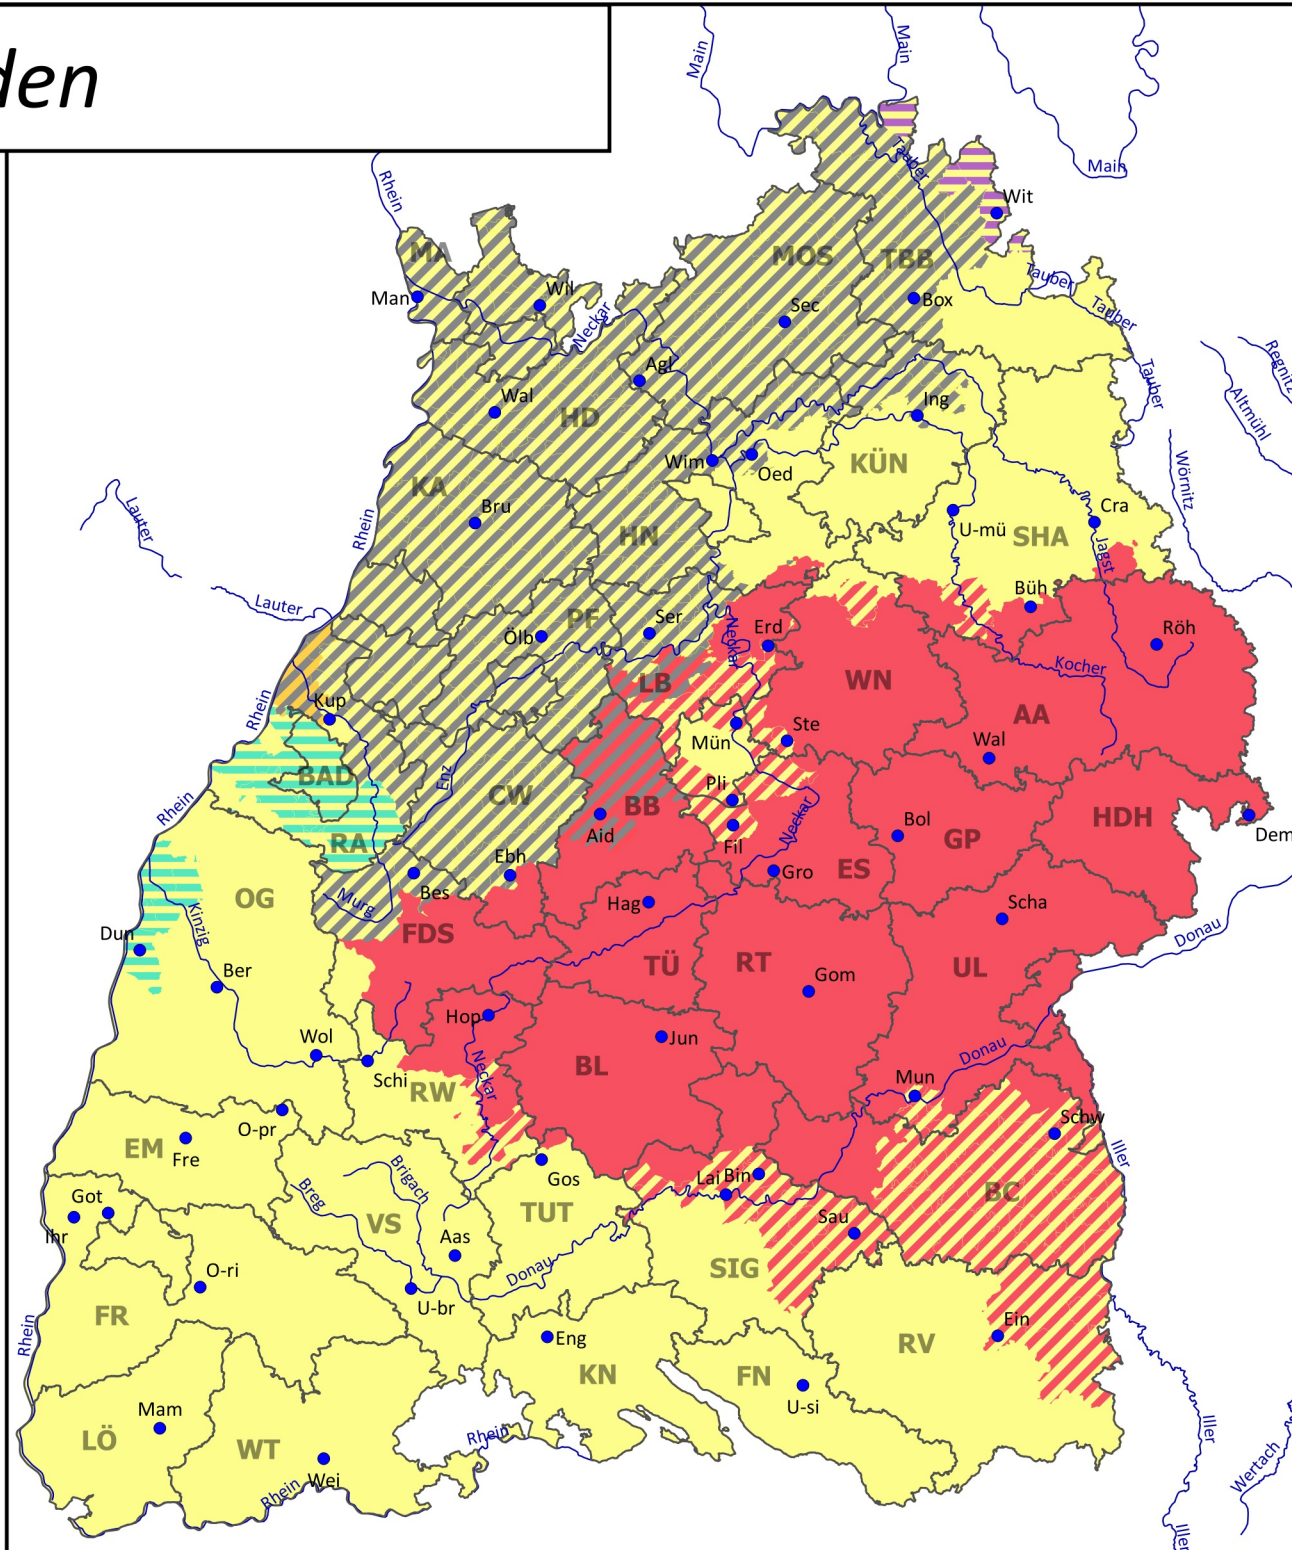 den
Main
Main
Main
Tauber
Rhein
Wit
MA
MOS
TBB
Tauber
Man
Wil
Box
Tauber
Neckar
Sec
Regnitz
Agl
Tauber
Altmühl
Wal
HD
Ing
Wim
Oed
KÜN
Wörnitz
KA
Bru
Lauter
Rhein
HN
U-mü
SHA
Cra
Jagst
Lauter
PF
Büh
Ölb
Ser
Neckar
Erd
Röh
Kocher
LB
WN
Rhein
Kup
AA
Mün
Ste
Wal
BAD
Enz
Pli
Rhein
CW
BB
Neckar
Bol
HDH
RA
Aid
Fil
GP
Dem
Ebh
ES
Gro
OG
Bes
Murg
Hag
Scha
Kinzig
FDS
Donau
Dun
TÜ
RT
UL
Ber
Gom
Hop
Wol
Jun
Donau
Schi
Neckar
BL
Mun
RW
O-pr
Schw
EM
Fre
Iller
Gos
Brigach
Lai
Bin
BC
Got
Breg
VS
TUT
Sau
Ihr
Aas
O-ri
Donau
SIG
U-br
FR
Rhein
Eng
RV
Ein
KN
FN
U-si
Mam
LÖ
WT
Rhein
Iller
Wei
Rhein
Wertach
Iller